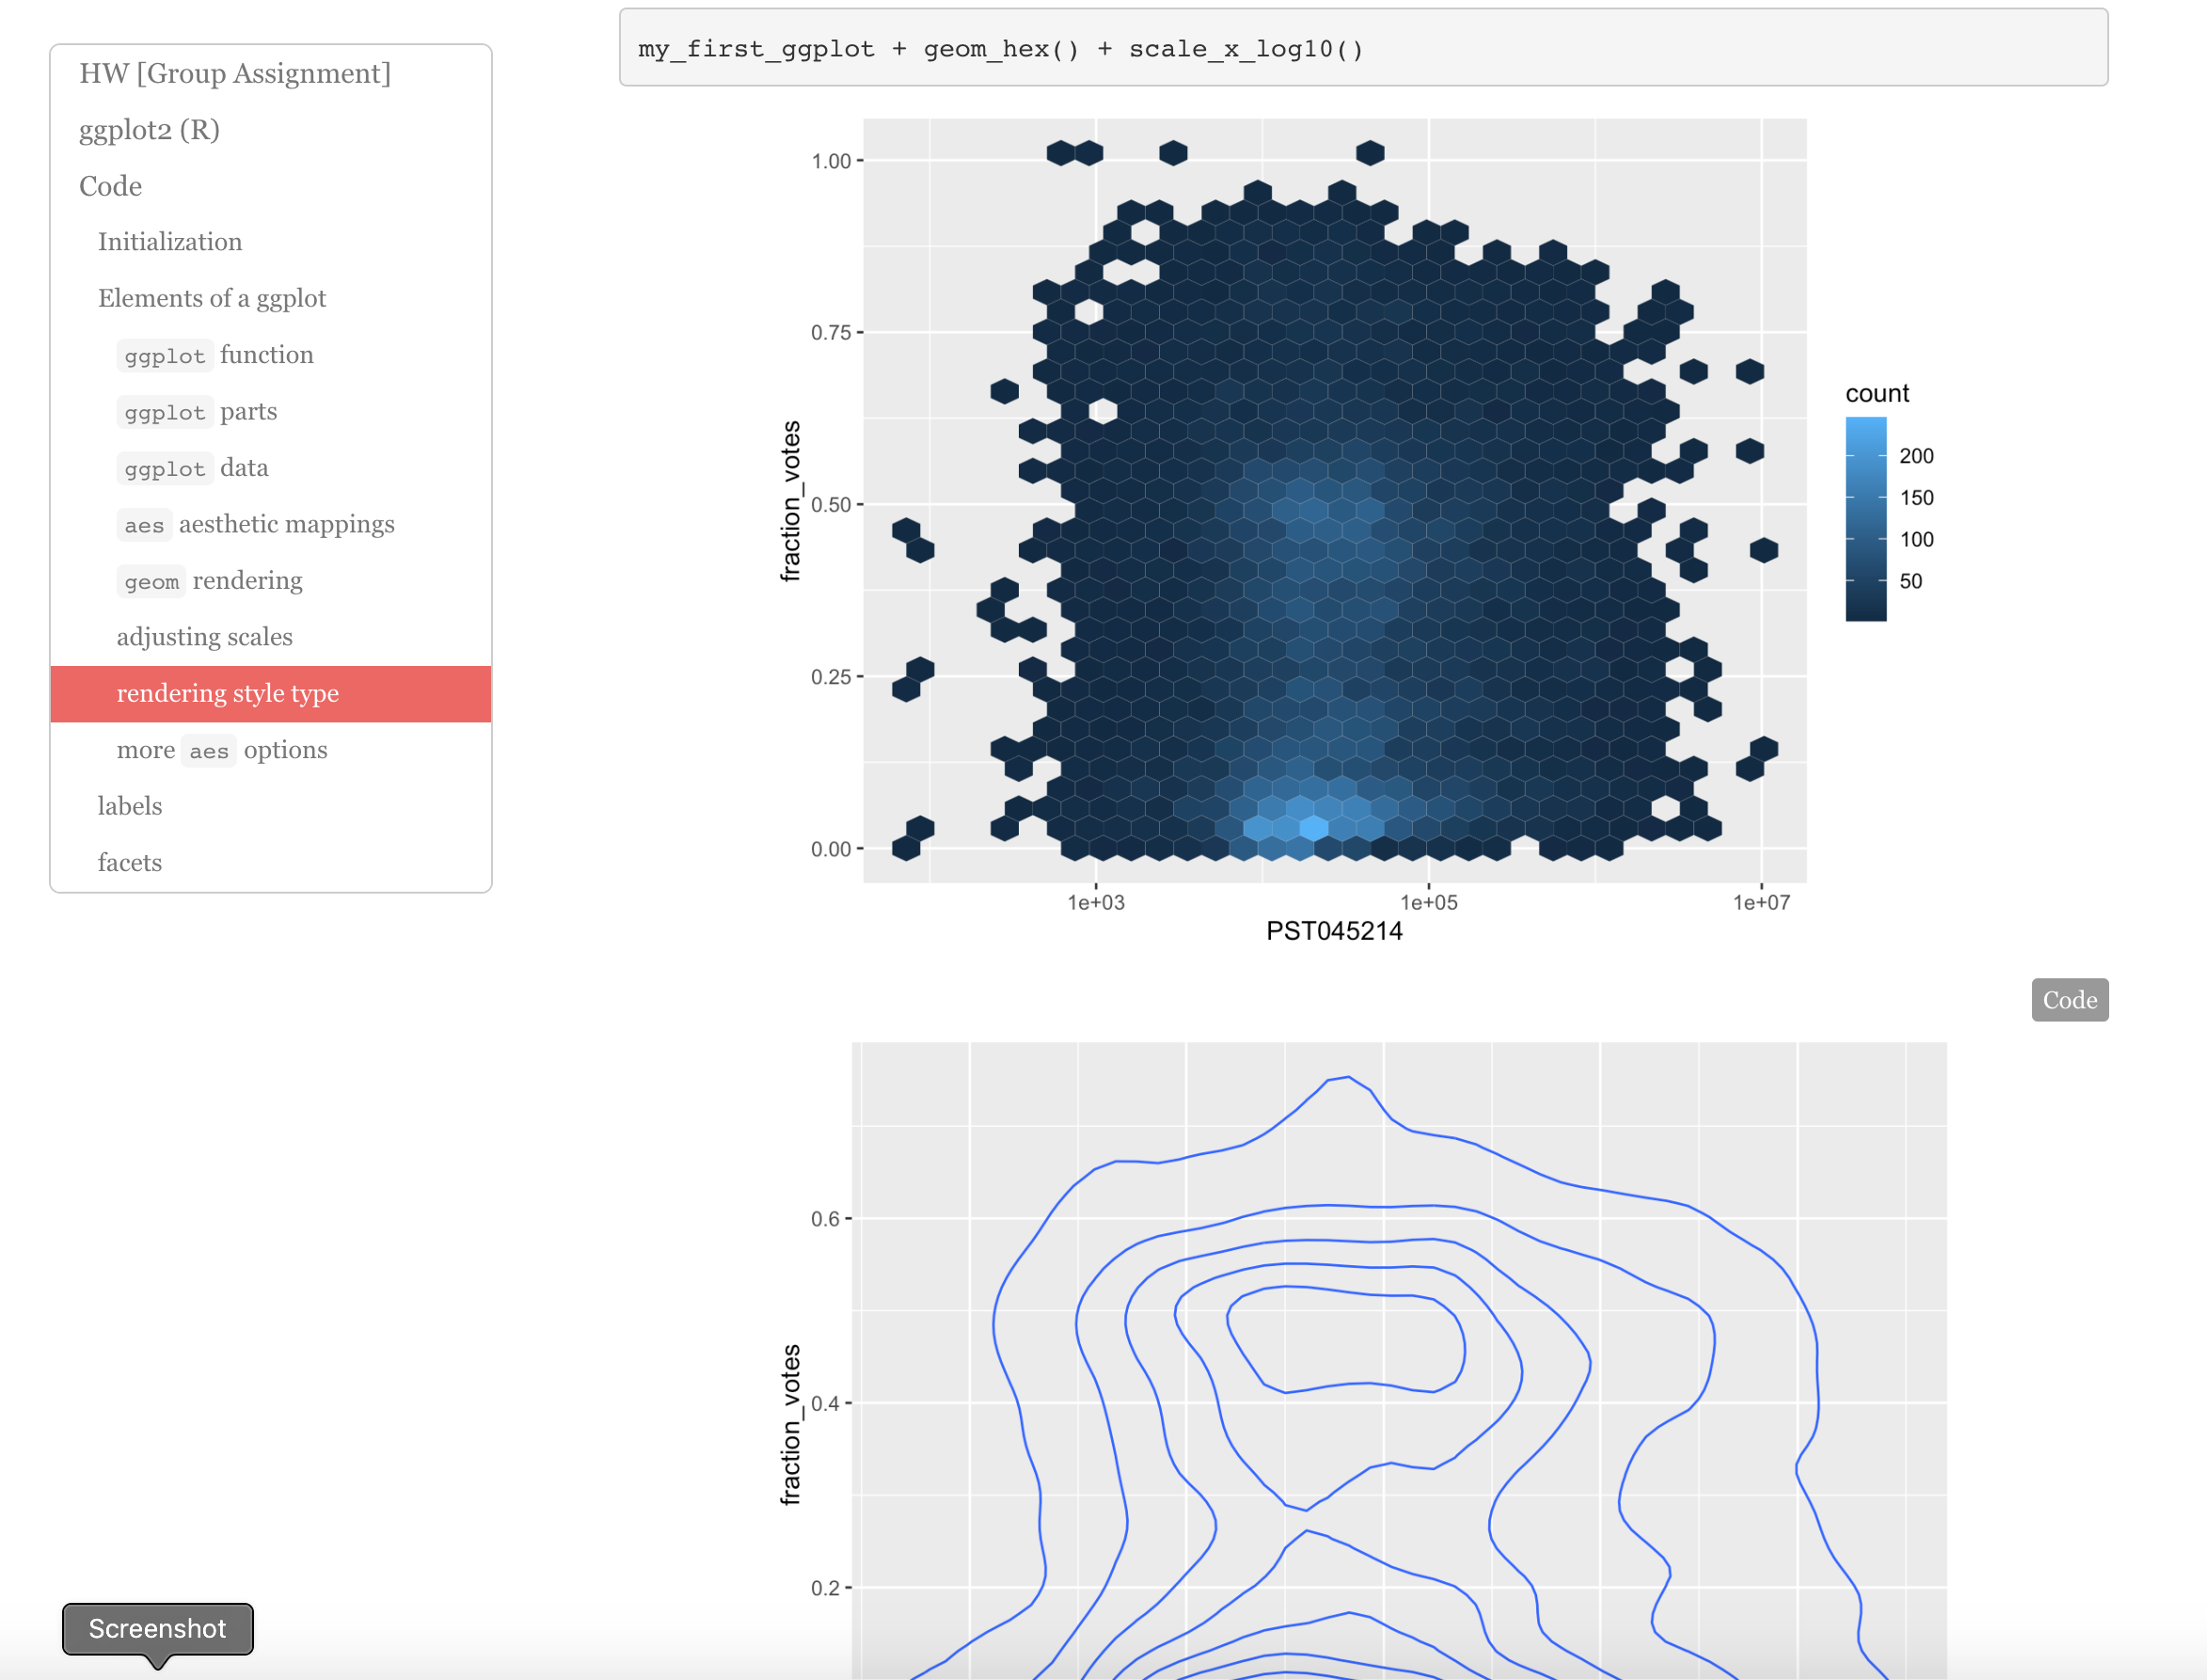 HW [Group Assignment]
ggplot2 (R)
Code
Initialization
Elements of a ggplot
ggplot function
ggplot parts
ggplot data
aes aesthetic mappings
geom rendering
adjusting scales
rendering style type
more aes options
labels
facets
my_first_ggplot + geom_hex() + scale_x_log10()
1.00
0.75
0.50
0.25
0.00
fraction_votes
1e+03 1e+05 1e+07
PST045214
count
200
150
100
50
Code
0.6
0.4
0.2
fraction_votes
Screenshot